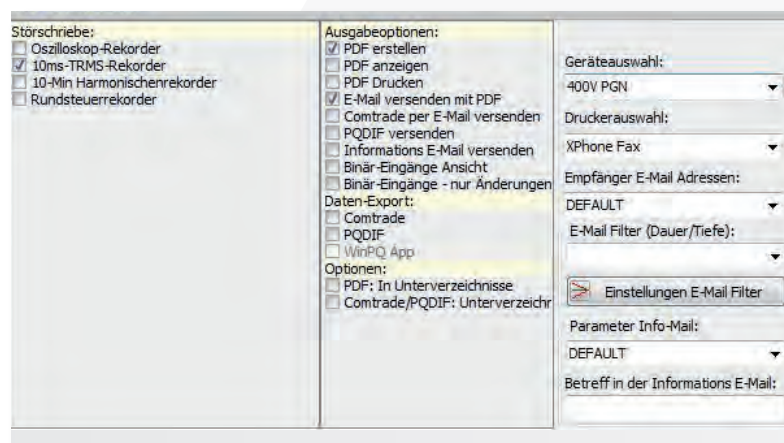 Störschriebe:
Oszilloskop-Rekorder
10ms-TRMS-Rekorder
10-Min Harmonischenrekorder
Rundsteuerrekorder
Ausgabeoptionen:
PDF erstellen
PDF anzeigen
PDF Drucken
E-Mail versenden mit PDF
Comtrade per E-Mail versenden
PQDIF versenden
Informations E-Mail versenden
Binär-Eingänge Ansicht
Binär-Eingänge - nur Änderungen
Daten-Export:
Comtrade
PQDIF
WinPQ App
Optionen:
PDF: In Unterverzeichnisse
Comtrade/PQDIF: Unterverzeichr
Geräteauswahl:
400V PGN
Druckerauswahl:
XPhone Fax
Empfänger E-Mail Adressen:
DEFAULT
E-Mail Filter (Dauer/Tiefe):
Einstellungen E-Mail Filter
Parameter Info-Mail:
DEFAULT
Betreff in der Informations E-Mail: